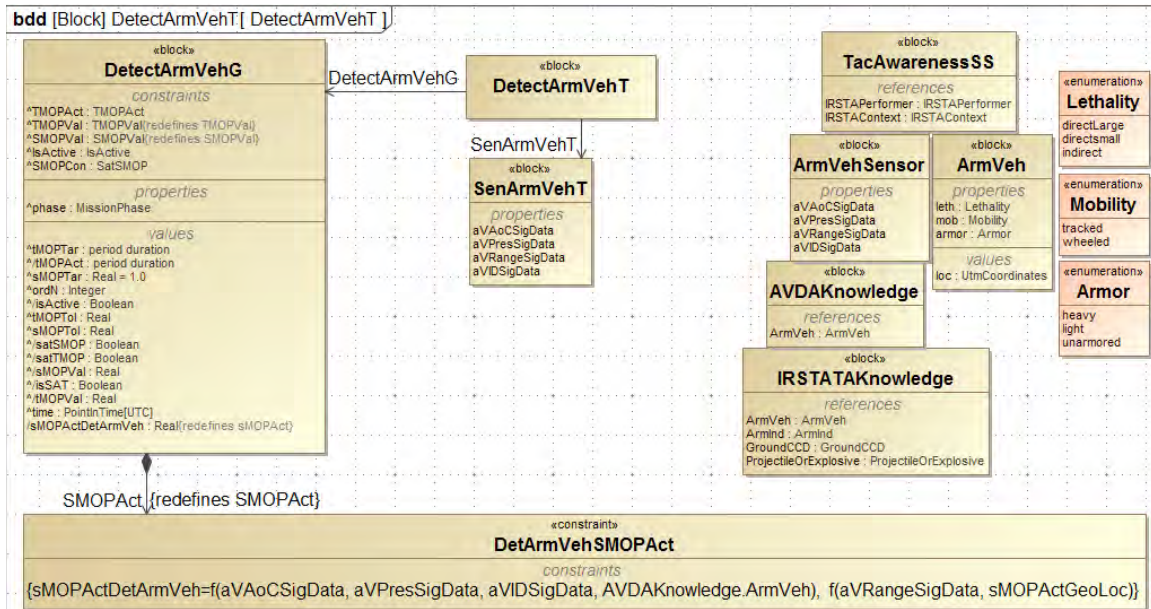 bdd [Block] DetectArmVehT[ DetectArmVehT ]
«block»
DetectArmVehG
constraints
^TMOPAct : TMOPAct
^TMOPVal : TMOPVal{redefines TMOPVal}
^SMOPVal : SMOPVal{redefines SMOPVal}
^IsActive : IsActive
^SMOPCon : SatSMOP
properties
^phase : MissionPhase
values
^tMOPTar : period duration
^/tMOPAct : period duration
^sMOPTar : Real = 1.0
^ordN : Integer
^/isActive : Boolean
^tMOPTol : Real
^sMOPTol : Real
^/satSMOP : Boolean
^/satTMOP : Boolean
^/sMOPVal : Real
^/isSAT : Boolean
^/tMOPVal : Real
^time : PointInTime[UTC]
/sMOPActDetArmVeh : Real{redefines sMOPAct}
DetectArmVehG
«block»
DetectArmVehT
SenArmVehT
«block»
SenArmVehT
properties
aVAoCSigData
aVPresSigData
aVRangeSigData
aVIDSigData
«block»
TacAwarenessSS
references
IRSTAPerformer : IRSTAPerformer
IRSTAContext : IRSTAContext
«block»
ArmVehSensor
properties
aVAoCSigData
aVPresSigData
aVRangeSigData
aVIDSigData
«block»
ArmVeh
properties
leth : Lethality
mob : Mobility
armor : Armor
values
loc : UtmCoordinates
«block»
AVDAKnowledge
references
ArmVeh : ArmVeh
«block»
IRSTATAKnowledge
references
ArmVeh : ArmVeh
ArmInd : ArmInd
GroundCCD : GroundCCD
ProjectileOrExplosive : ProjectileOrExplosive
«enumeration»
Lethality
directLarge
directsmall
indirect
«enumeration»
Mobility
tracked
wheeled
«enumeration»
Armor
heavy
light
unarmored
SMOPAct {redefines SMOPAct}
«constraint»
DetArmVehSMOPAct
constraints
{sMOPActDetArmVeh=f(aVAoCSigData, aVPresSigData, aVIDSigData, AVDAKnowledge.ArmVeh), f(aVRangeSigData, sMOPActGeoLoc)}